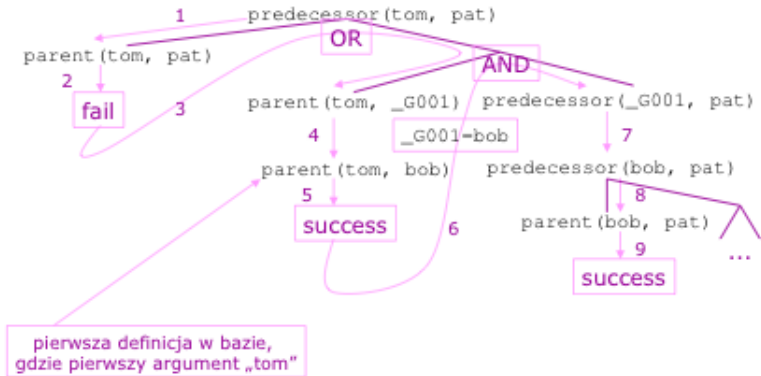 1
predecessor(tom, pat)
OR
parent(tom, pat)
AND
2
fail
3
parent(tom, _G001)
predecessor(_G001, pat)
4
_G001=bob
7
parent(tom, bob)
predecessor(bob, pat)
5
8
success
6
parent(bob, pat)
9
...
success
pierwsza definicja w bazie,
gdzie pierwszy argument „tom”